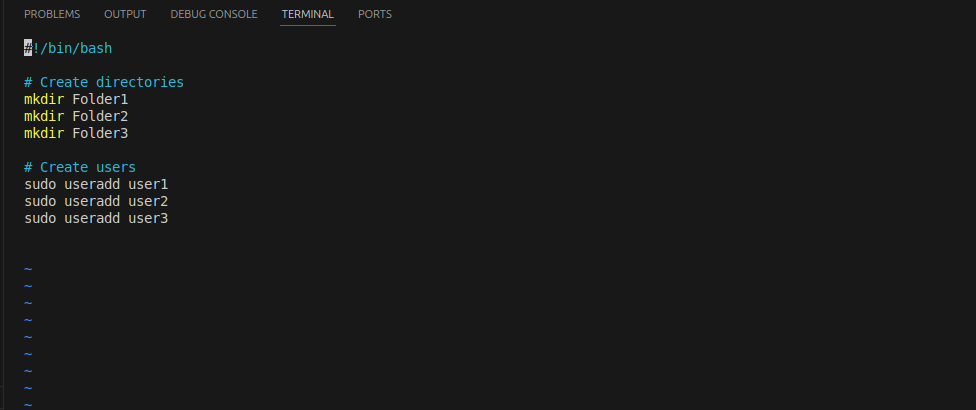 PROBLEMS OUTPUT DEBUG CONSOLE TERMINAL PORTS
#!/bin/bash
# Create directories
mkdir Folder1
mkdir Folder2
mkdir Folder3
# Create users
sudo useradd user1
sudo useradd user2
sudo useradd user3
~
~
~
~
~
~
~
~
~